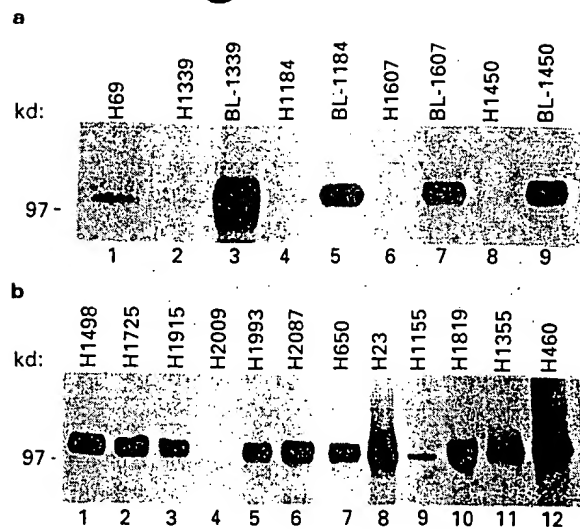 a
kd: H69 H1339 BL-1339 H1184 BL-1184 H1607 BL-1607 H1450 BL-1450
97 -
1 2 3 4 5 6 7 8 9
b
kd: H1498 H1725 H1915 H2009 H1993 H2087 H650 H23 H1155 H1819 H1355 H460
97 -
1 2 3 4 5 6 7 8 9 10 11 12